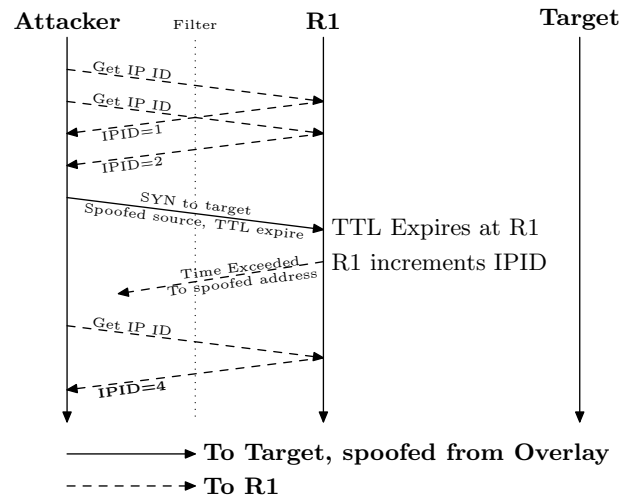 Attacker Filter R1 Target
Get IP ID
Get IP ID
IPID=1
IPID=2
SYN to target
Spoofed source, TTL expire
TTL Expires at R1
R1 increments IPID
Time Exceeded
To spoofed address
Get IP ID
IPID=4
To Target, spoofed from Overlay
To R1